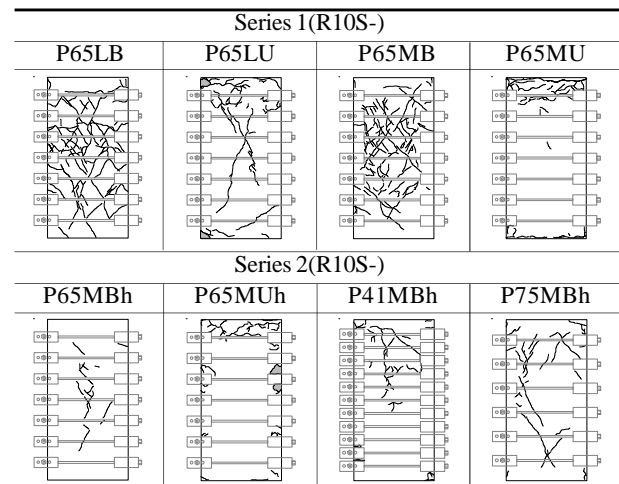 Series 1(R10S-)
P65LB P65LU P65MB P65MU
Series 2(R10S-)
P65MBh P65MUh P41MBh P75MBh